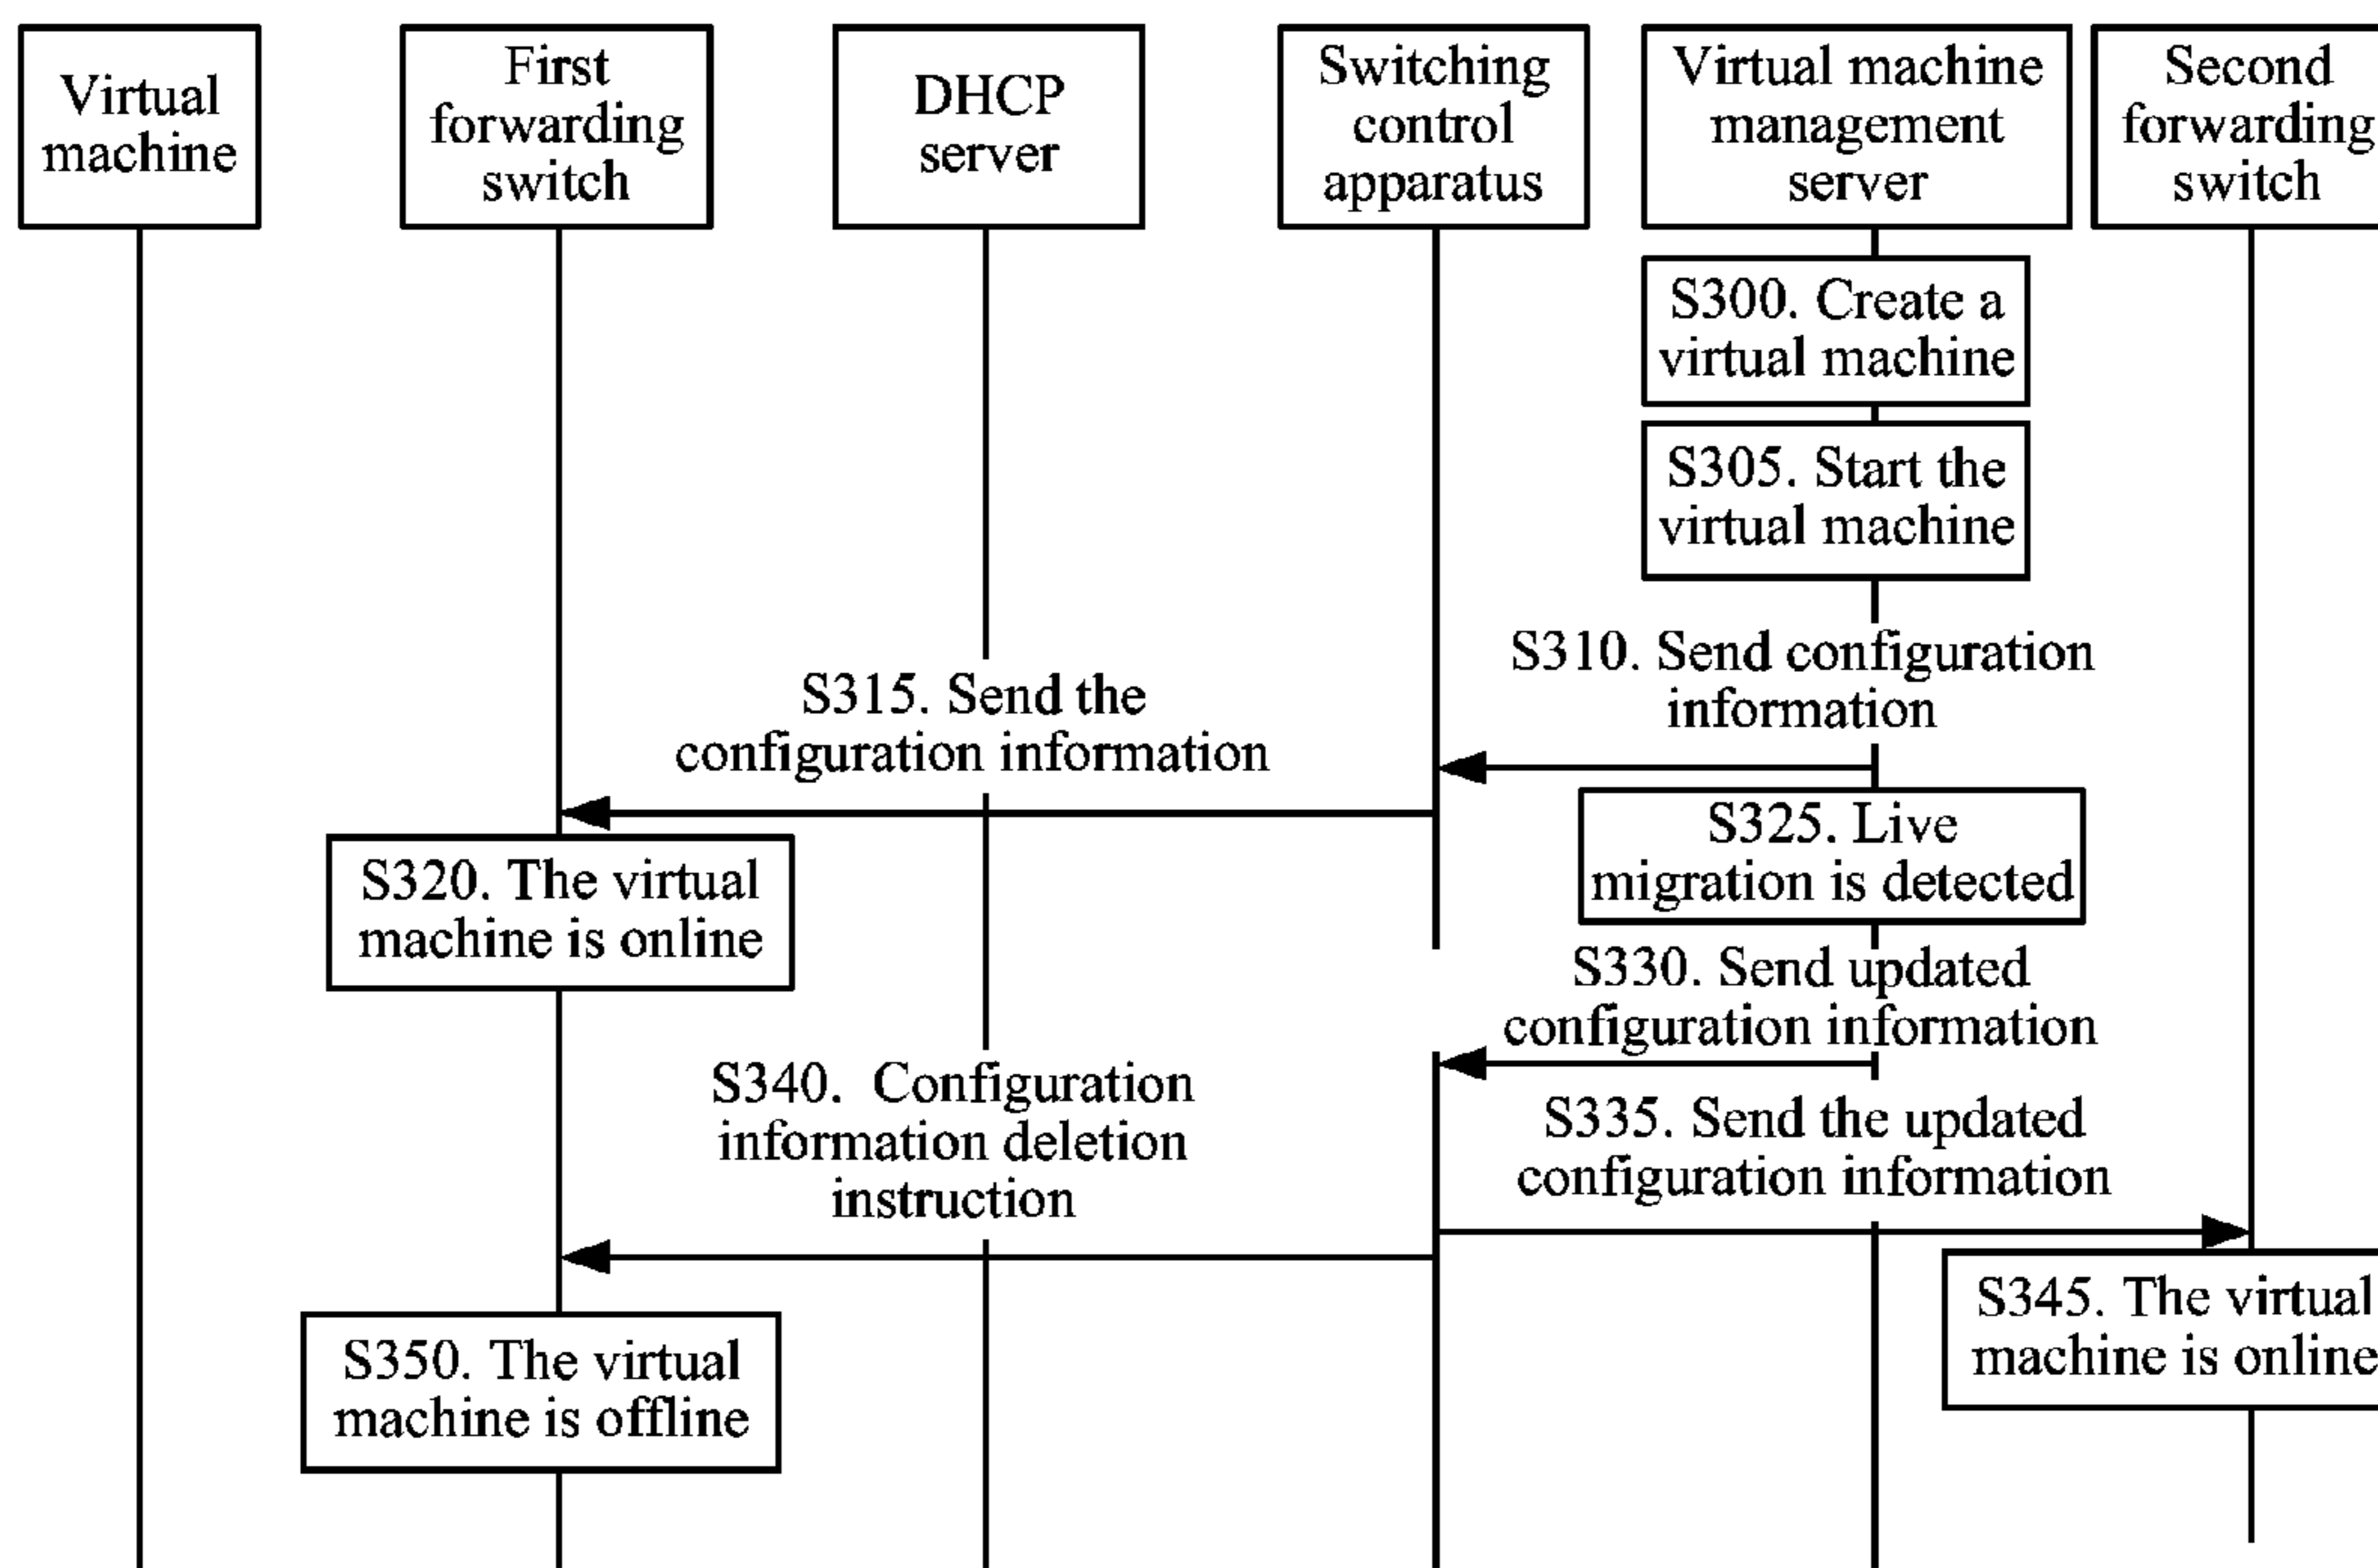 Virtual
machine
First
forwarding
switch
DHCP
server
Switching
control
apparatus
Virtual machine
management
server
Second
forwarding
switch
S300. Create a
virtual machine
S305. Start the
virtual machine
S310. Send configuration
information
S315. Send the
configuration information
S320. The virtual
machine is online
S325. Live
migration is detected
S330. Send updated
configuration information
S335. Send the updated
configuration information
S340. Configuration
information deletion
instruction
S345. The virtual
machine is online
S350. The virtual
machine is offline